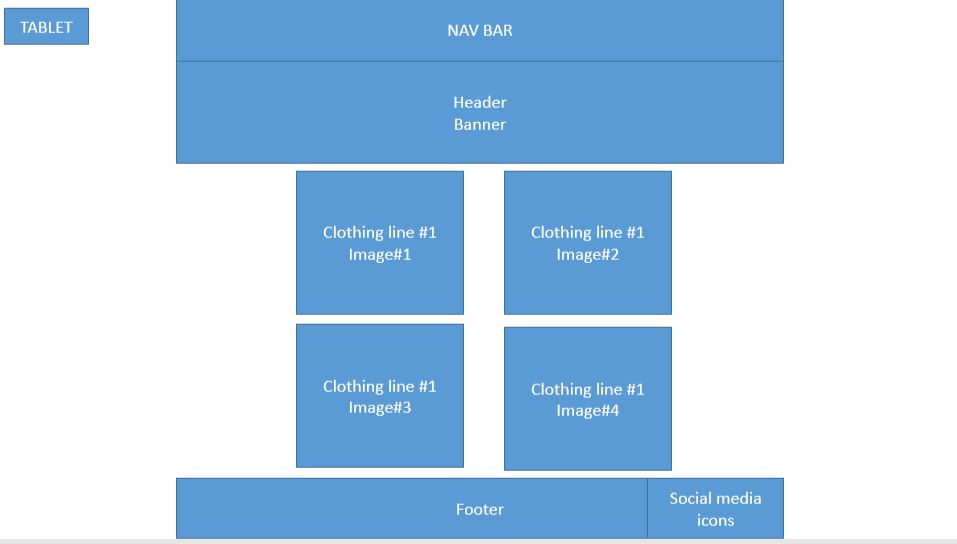 TABLET
NAV BAR
Header
Banner
Clothing line #1
Image#1
Clothing line #1
Image#2
Clothing line #1
Image#3
Clothing line #1
Image#4
Footer
Social media
icons